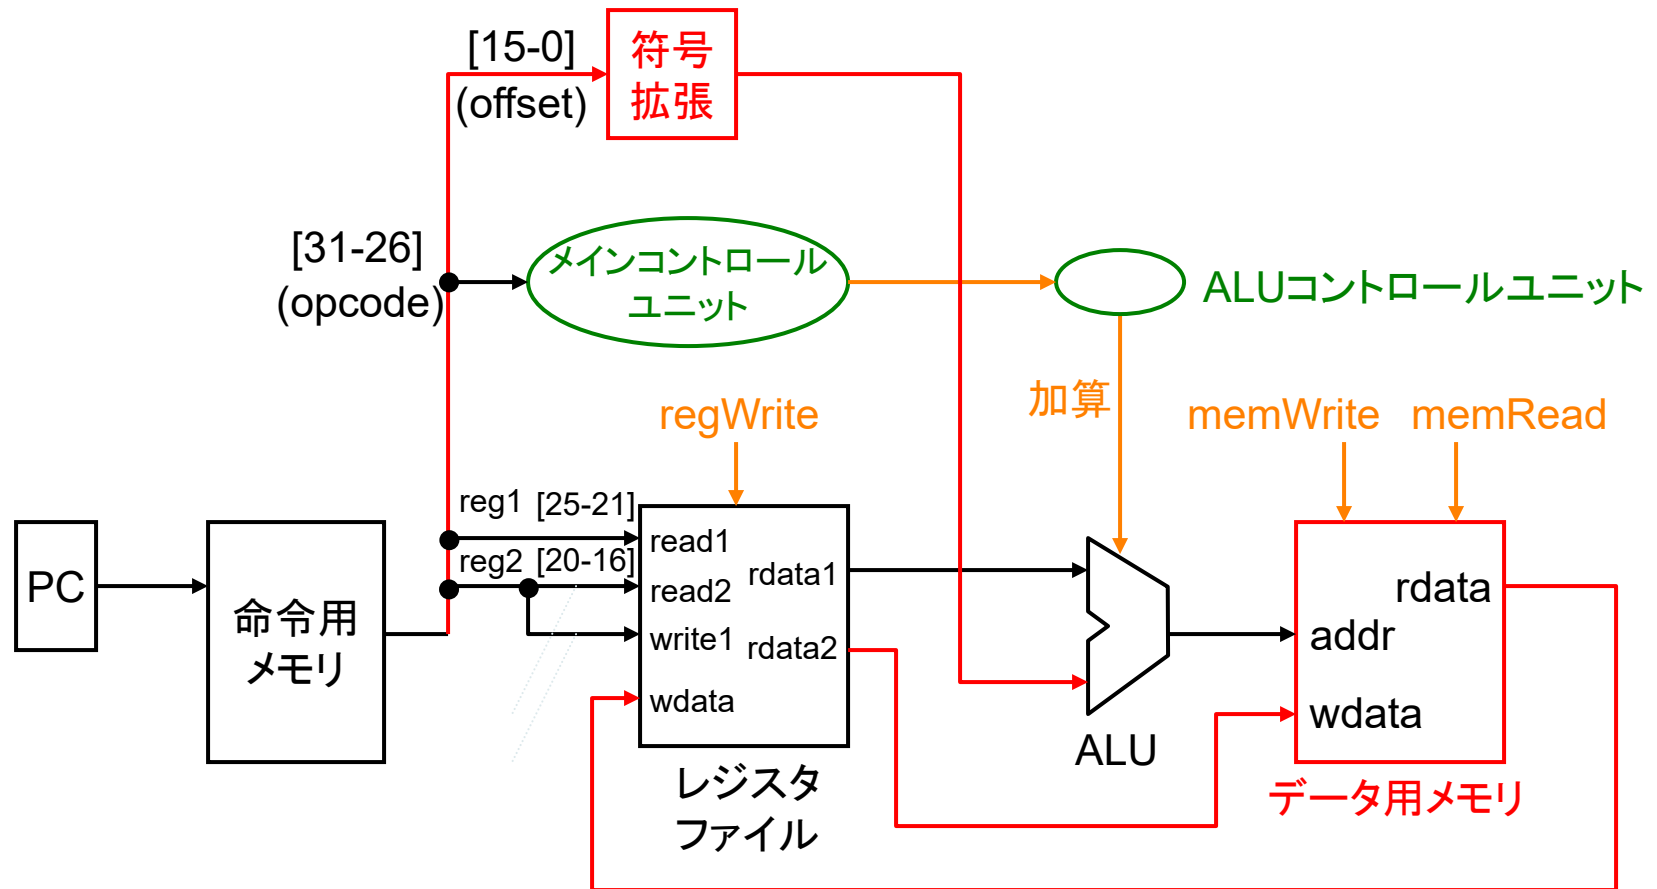 [15-0]
(offset)
符号
拡張
[31-26]
(opcode)
メインコントロール
ユニット
ALUコントロールユニット
加算
regWrite
memWrite
memRead
reg1
[25-21]
reg2
[20-16]
PC
命令用
メモリ
read1
read2
write1
wdata
rdata1
rdata2
レジスタ
ファイル
ALU
rdata
addr
wdata
データ用メモリ